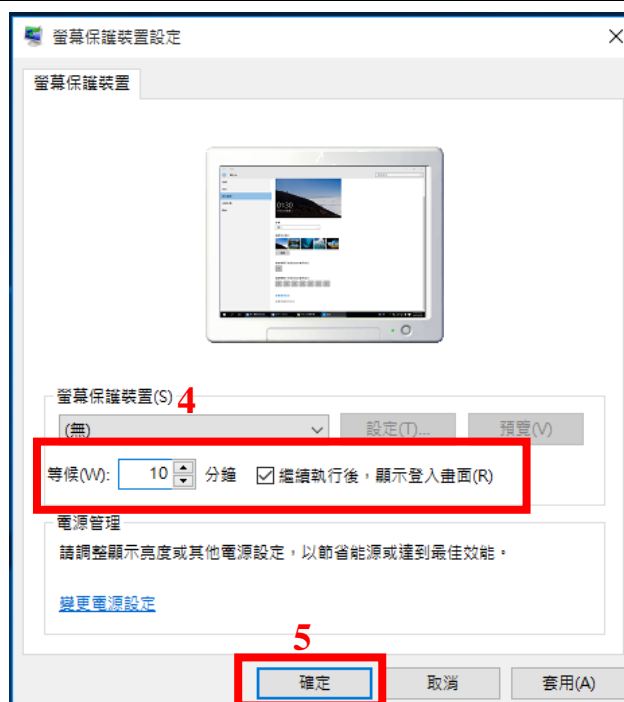 螢幕保護裝置設定
螢幕保護裝置
01:30
螢幕保護裝置(S) 4
(無) 設定(T)... 預覽(V)
等候(W): 10 分鐘 繼續執行後，顯示登入畫面(R)
電源管理
請調整顯示亮度或其他電源設定，以節省能源或達到最佳效能。
變更電源設定
5
確定 取消 套用(A)